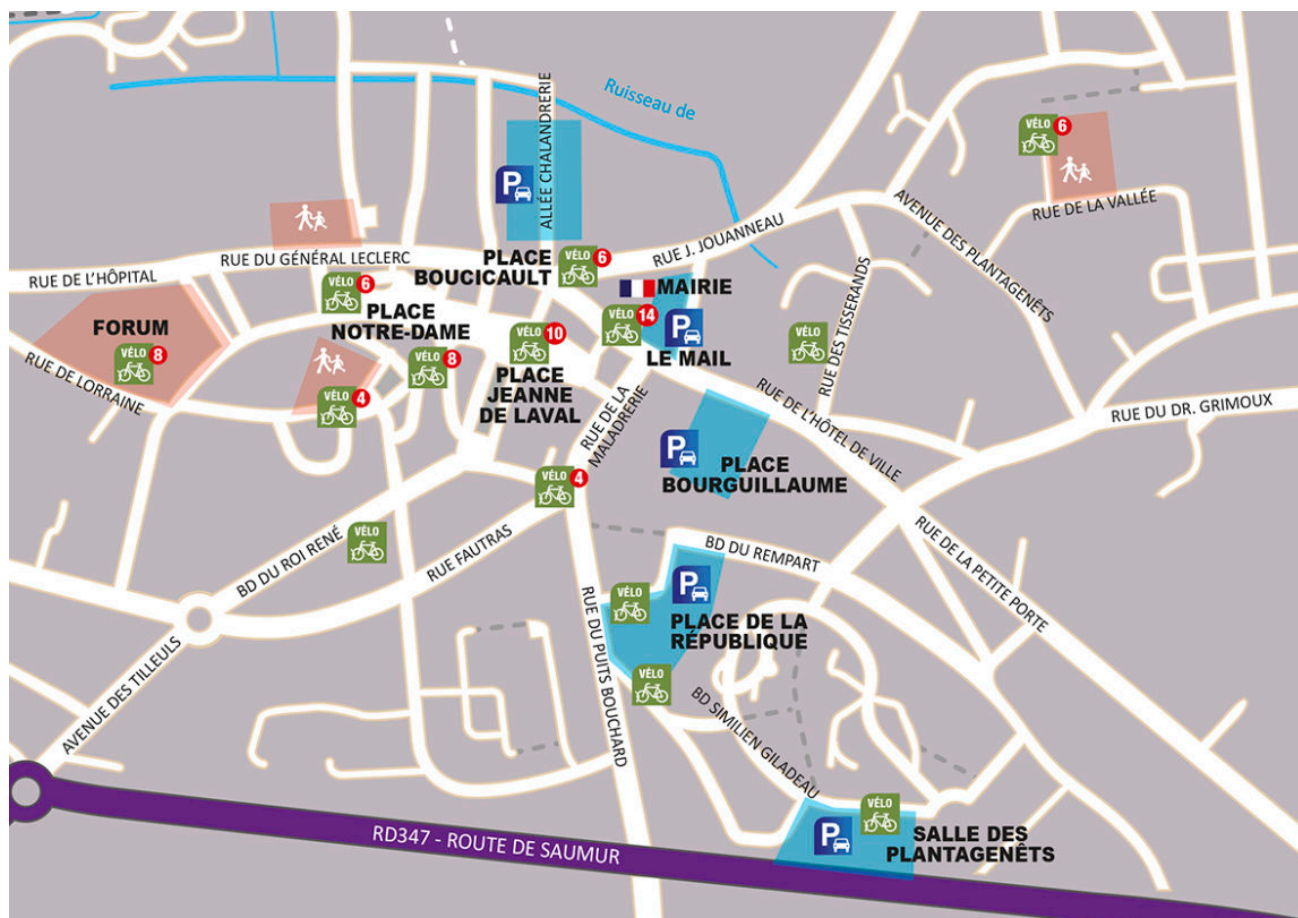 Ruisseau de
ALLÉE CHALANDRERIE
VÉLO 6
AVENUE DES PLANTAGENÊTS
RUE DE LA VALLÉE
P
RUE J. JOUANNEAU
RUE DU GÉNÉRAL LECLERC
RUE DE L'HÔPITAL
PLACE
BOUCICAULT
VÉLO 6
VÉLO 6
MAIRIE
PLACE
NOTRE-DAME
VÉLO 14
P
LE MAIL
FORUM
VÉLO 8
VÉLO 10
VÉLO 8
PLACE
JEANNE
DE LAVAL
VÉLO
RUE DES TISSERANDS
RUE DE LORRAINE
VÉLO 4
RUE DE LA
MALADRERIE
RUE DE L'HÔTEL DE VILLE
RUE DU DR. GRIMOUX
P
PLACE
BOURGUILLAUME
VÉLO 4
VÉLO
BD DU ROI RENÉ
RUE FAUTRAS
BD DU REMPART
RUE DE LA PETITE PORTE
VÉLO
P
PLACE DE LA
RÉPUBLIQUE
AVENUE DES TILLEULS
RUE DU PUITS BOUCHARD
VÉLO
BD SIMILIEN GILADEAU
VÉLO
P
SALLE DES
PLANTAGENÊTS
RD347 - ROUTE DE SAUMUR